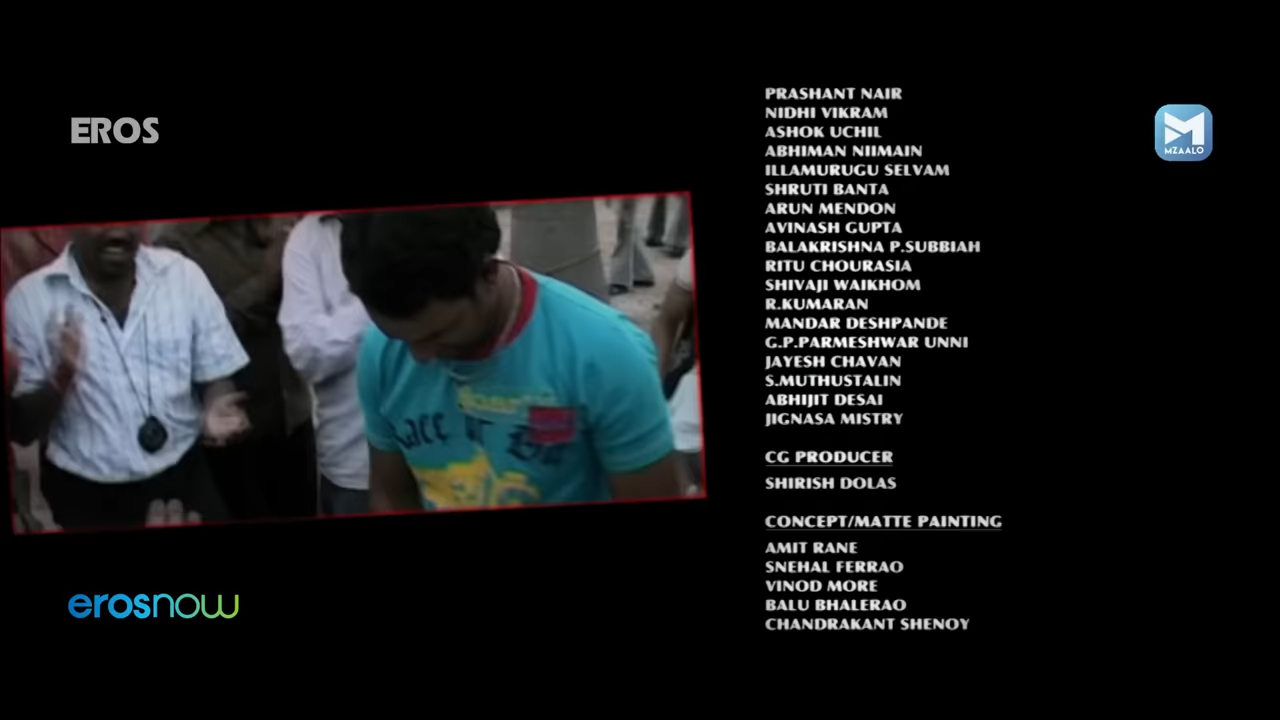 EROS
MZAALO
PRASHANT NAIR
NIDHI VIKRAM
ASHOK UCHIL
ABHIMAN NIIMAIN
ILLAMURUGU SELVAM
SHRUTI BANTA
ARUN MENDON
AVINASH GUPTA
BALAKRISHNA P.SUBBIAH
RITU CHOURASIA
SHIVAJI WAIKHOM
R.KUMARAN
MANDAR DESHPANDE
G.P.PARMESHWAR UNNI
JAYESH CHAVAN
S.MUTHUSTALIN
ABHIJIT DESAI
JIGNASA MISTRY
CG PRODUCER
SHIRISH DOLAS
CONCEPT/MATTE PAINTING
AMIT RANE
SNEHAL FERRAO
VINOD MORE
BALU BHALERAO
CHANDRAKANT SHENOY
erosnow